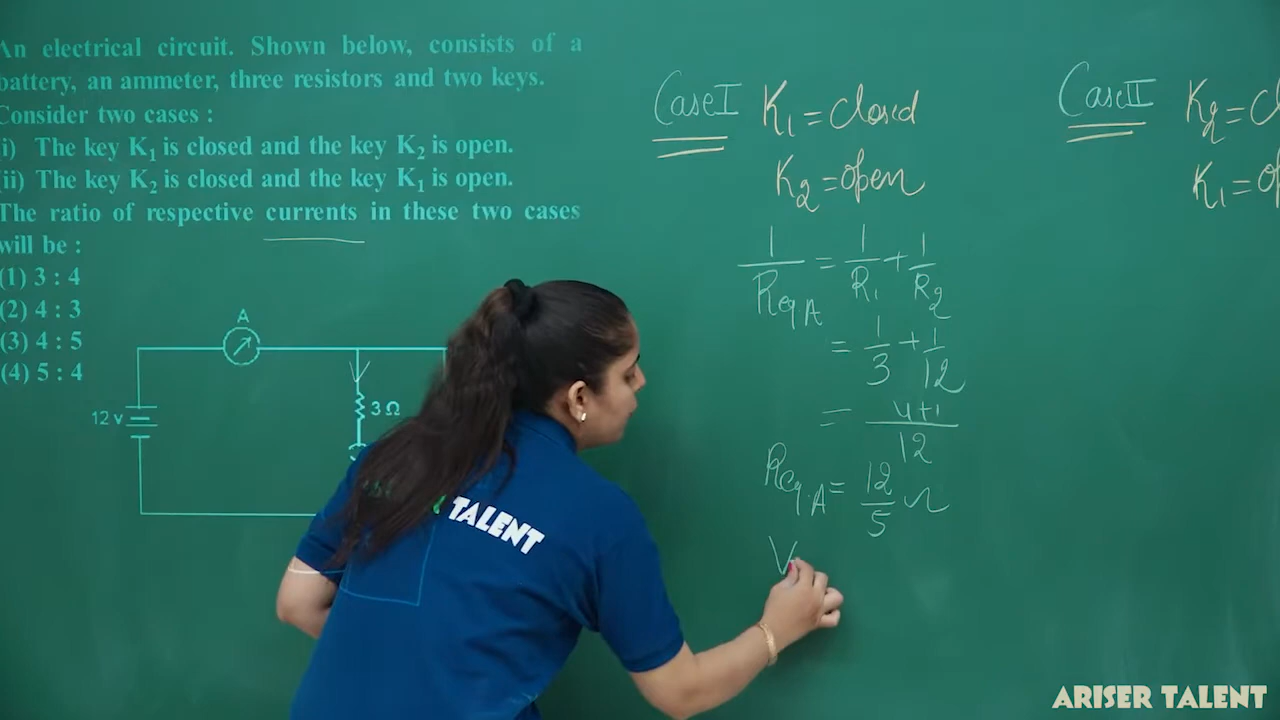 An electrical circuit. Shown below, consists of a
battery, an ammeter, three resistors and two keys.
Consider two cases :
(i) The key K₁ is closed and the key K₂ is open.
(ii) The key K₂ is closed and the key K₁ is open.
The ratio of respective currents in these two cases
will be :
(1) 3 : 4
(2) 4 : 3
(3) 4 : 5
(4) 5 : 4
A
12 v
3 Ω
TALENT
Case I K₁ = Closed
K₂ = open
1/Req A = 1/R₁ + 1/R₂
= 1/3 + 1/12
= 4+1/12
Req. A = 12/5 Ω
V
Case II K₂ =
K₁ =
ARISER TALENT